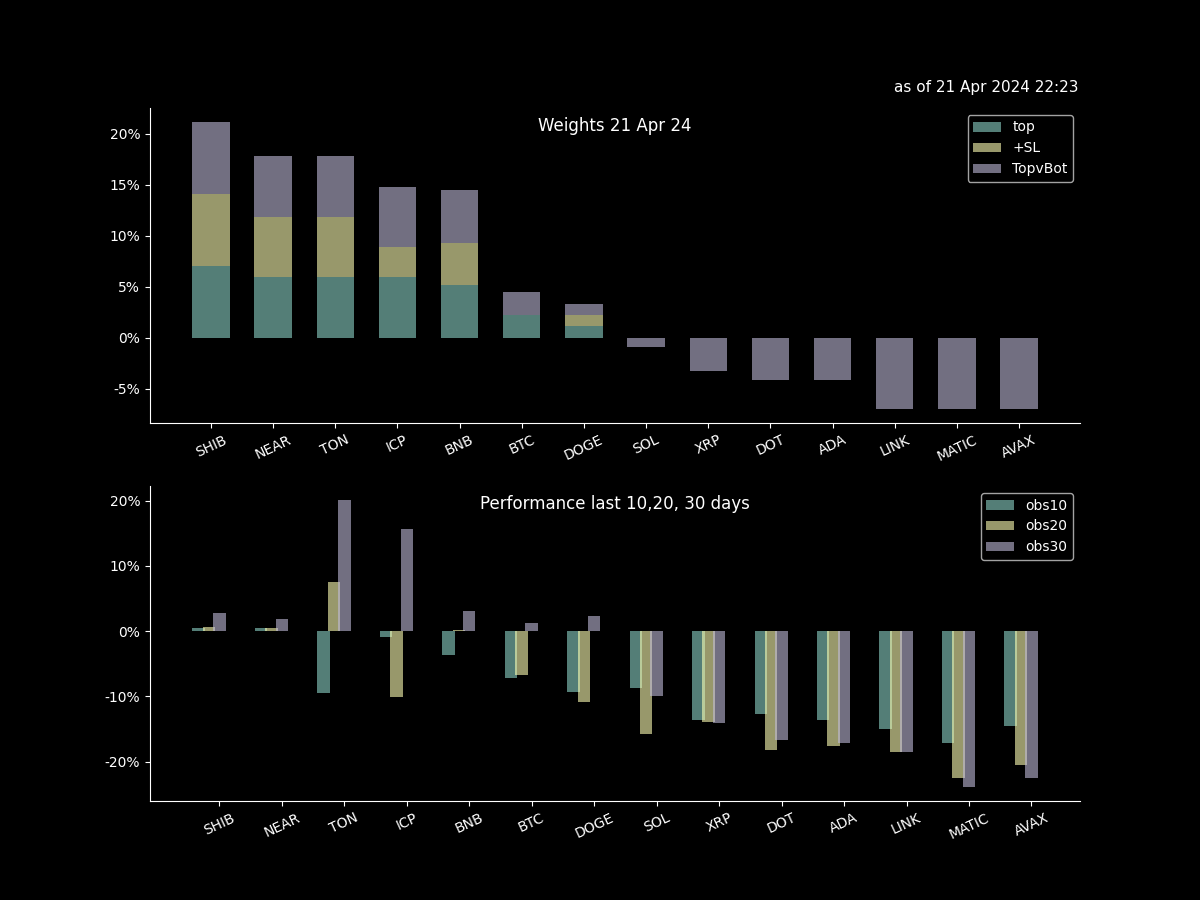 as of 21 Apr 2024 22:23
Weights 21 Apr 24
top
+SL
TopvBot
20%
15%
10%
5%
0%
-5%
SHIB NEAR TON ICP BNB BTC DOGE SOL XRP DOT ADA LINK MATIC AVAX
Performance last 10,20, 30 days
obs10
obs20
obs30
20%
10%
0%
-10%
-20%
SHIB NEAR TON ICP BNB BTC DOGE SOL XRP DOT ADA LINK MATIC AVAX